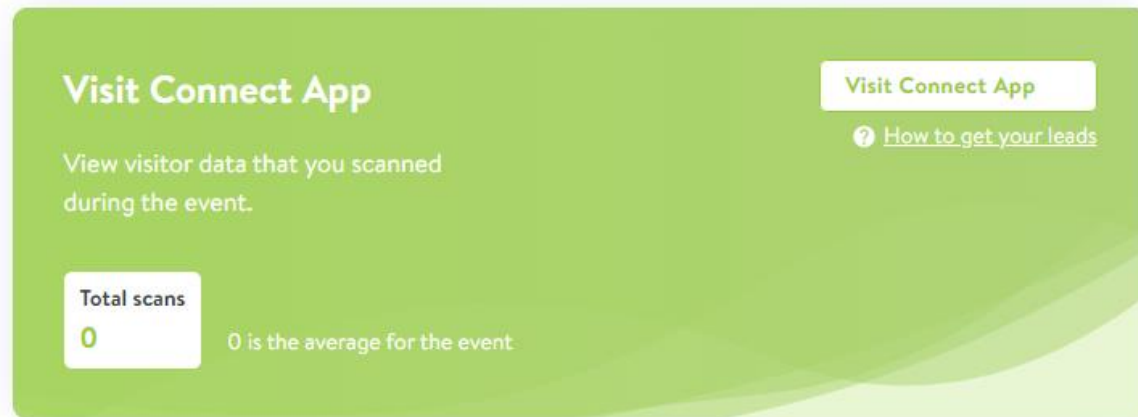 Visit Connect App
View visitor data that you scanned
during the event.
Total scans
0
0 is the average for the event
Visit Connect App
How to get your leads